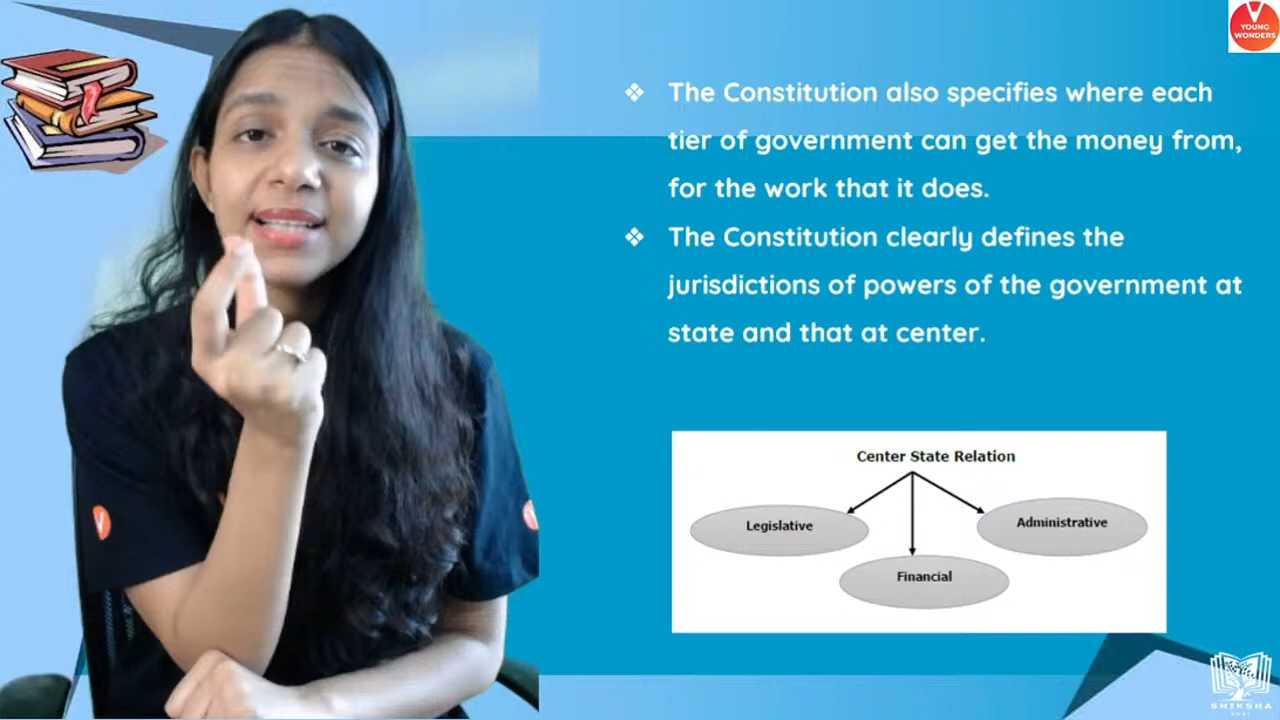 YOUNG
WONDERS
❖ The Constitution also specifies where each
tier of government can get the money from,
for the work that it does.
❖ The Constitution clearly defines the
jurisdictions of powers of the government at
state and that at center.
Center State Relation
Legislative
Administrative
Financial
SHIKSHA